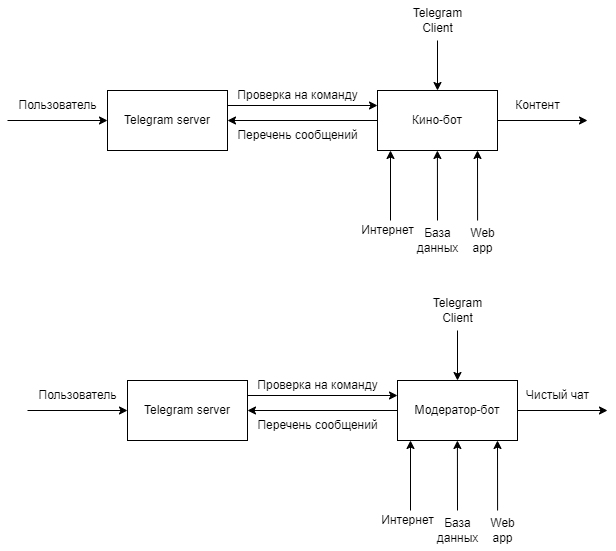 Telegram
Client
Пользователь
Telegram server
Проверка на команду
Перечень сообщений
Кино-бот
Контент
Интернет
База
данных
Web
app
Telegram
Client
Пользователь
Telegram server
Проверка на команду
Перечень сообщений
Модератор-бот
Чистый чат
Интернет
База
данных
Web
app